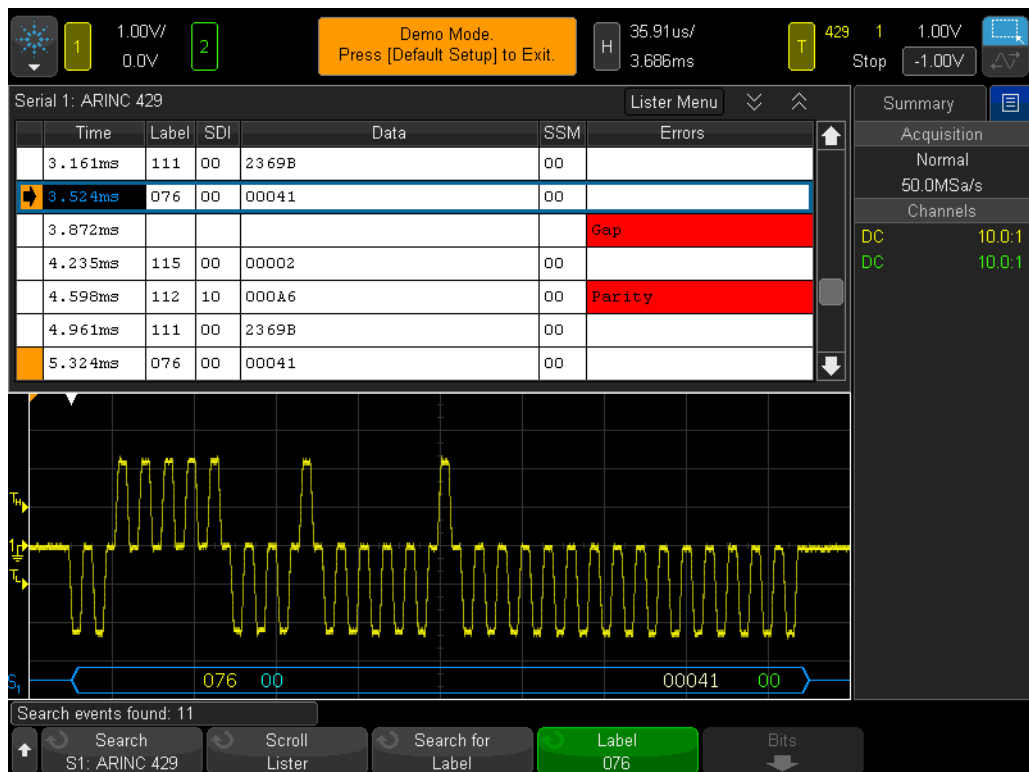 1 1.00V/ 2 Demo Mode. H 35.91us/ T 429 1 1.00V
0.0V Press [Default Setup] to Exit. 3.686ms Stop -1.00V
Serial 1: ARINC 429 Lister Menu
Time Label SDI Data SSM Errors
3.161ms 111 00 2369B 00
3.524ms 076 00 00041 00
3.872ms Gap
4.235ms 115 00 00002 00
4.598ms 112 10 000A6 00 Parity
4.961ms 111 00 2369B 00
5.324ms 076 00 00041 00
Summary
Acquisition
Normal
50.0MSa/s
Channels
DC 10.0:1
DC 10.0:1
TH
1
TL
S1 076 00 00041 00
Search events found: 11
Search Scroll Search for Label Bits
S1: ARINC 429 Lister Label 076